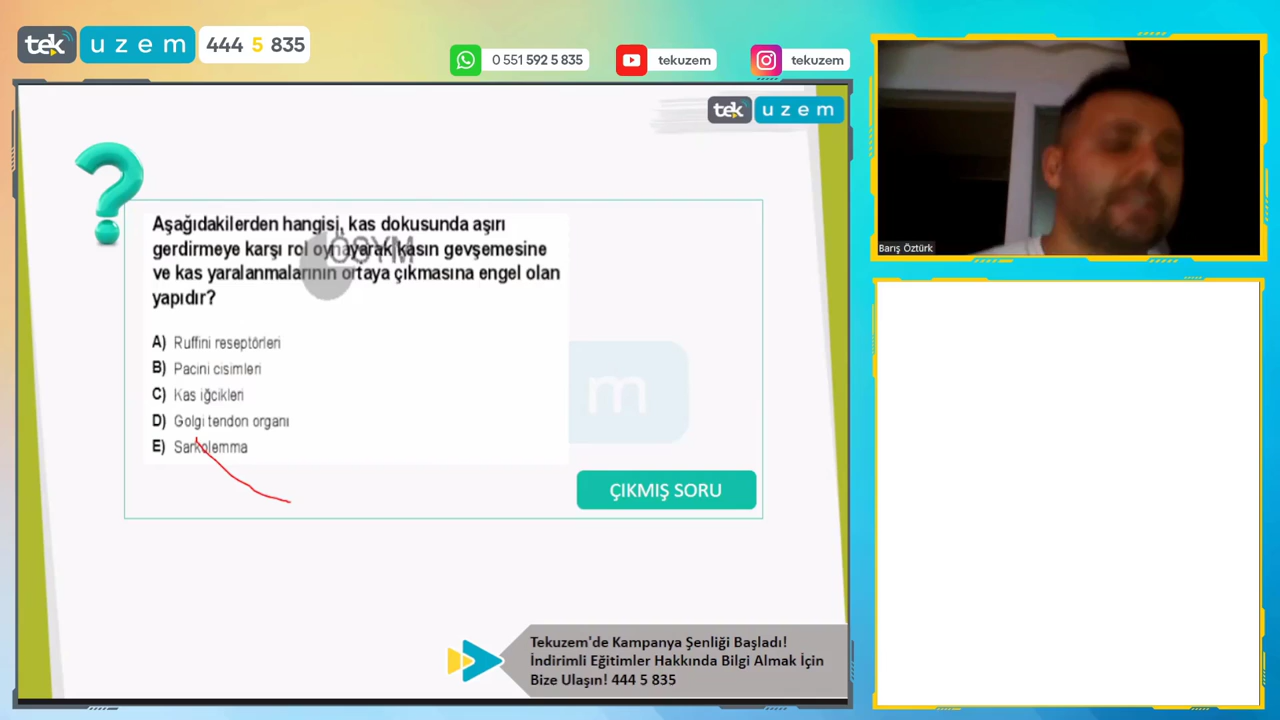 tek uzem 444 5 835
0 551 592 5 835
tekuzem
tekuzem
tek uzem
Aşağıdakilerden hangisi, kas dokusunda aşırı
gerdirmeye karşı rol oynayarak kasın gevşemesine
ve kas yaralanmalarının ortaya çıkmasına engel olan
yapıdır?
ÖSYM
A) Ruffini reseptörleri
B) Pacini cisimleri
C) Kas iğcikleri
D) Golgi tendon organı
E) Sarkolemma
m
ÇIKMIŞ SORU
Tekuzem'de Kampanya Şenliği Başladı!
İndirimli Eğitimler Hakkında Bilgi Almak İçin
Bize Ulaşın! 444 5 835
Barış Öztürk